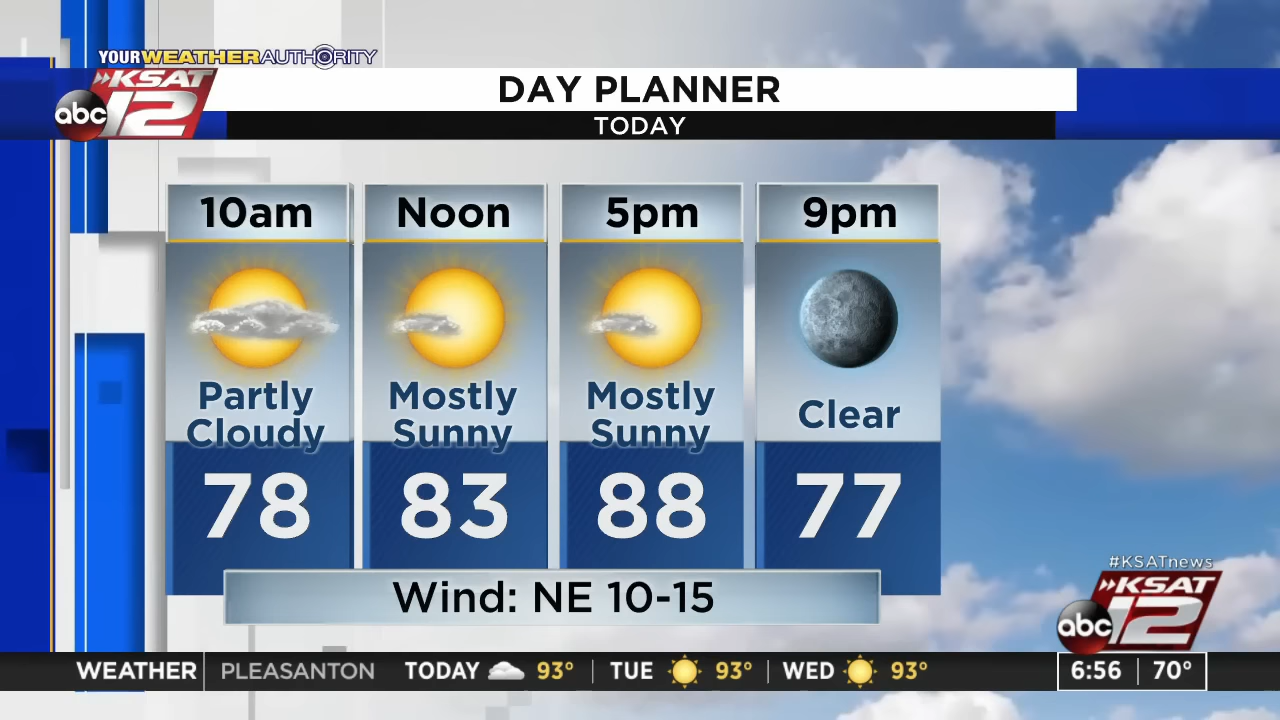 YOURWEATHERAUTHORITY
KSAT
abc 12
DAY PLANNER
TODAY
10am
Partly
Cloudy
78
Noon
Mostly
Sunny
83
5pm
Mostly
Sunny
88
9pm
Clear
77
Wind: NE 10-15
#KSATnews
KSAT
abc 12
WEATHER PLEASANTON TODAY 93° TUE 93° WED 93° 6:56 70°